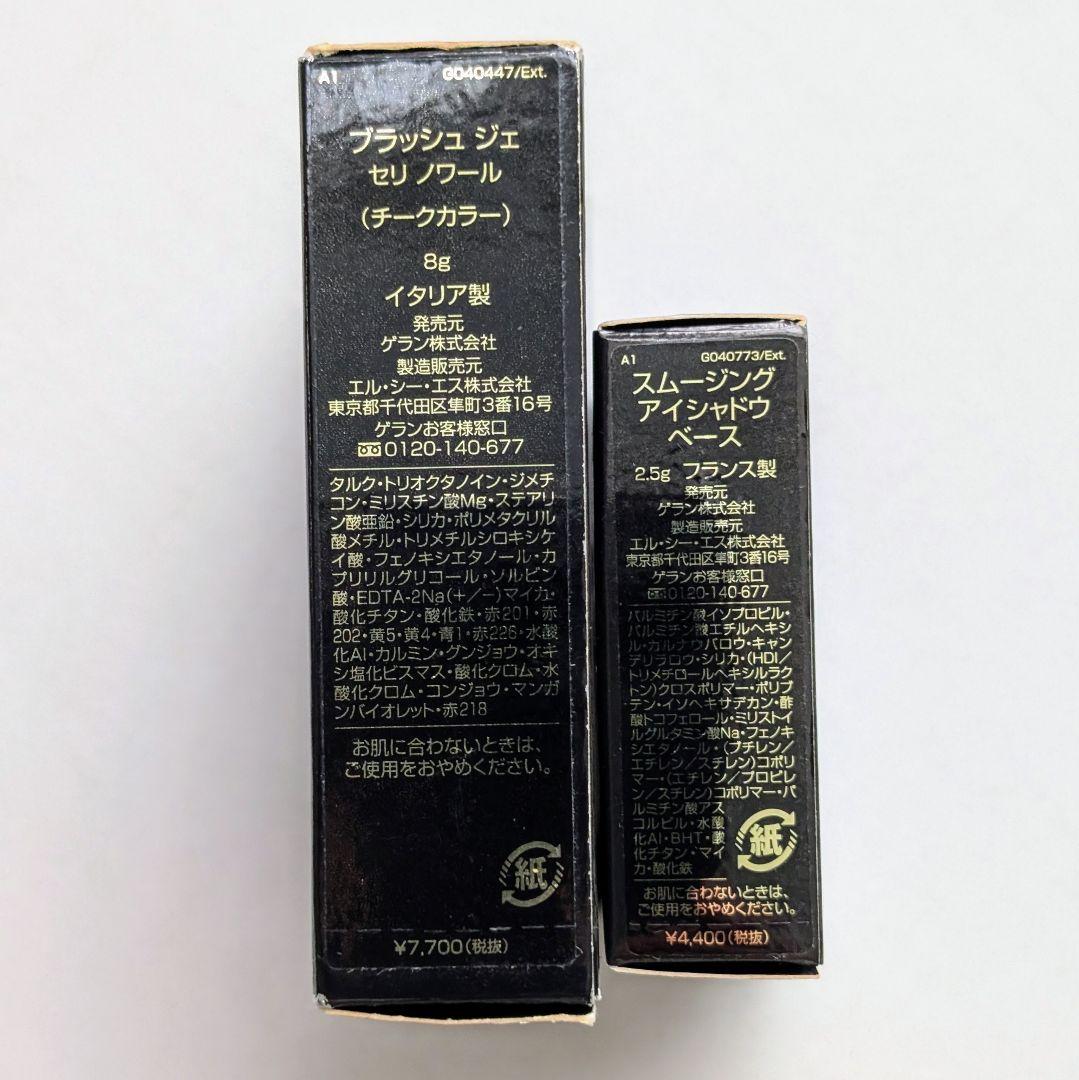 A1
G040447/Ext.
ブラッシュ ジェ
セリ ノワール
(チークカラー)
8g
イタリア製
発売元
ゲラン株式会社
製造販売元
エル・シー・エス株式会社
東京都千代田区隼町3番16号
ゲランお客様窓口
0120-140-677
タルク・トリオクタノイン・ジメチ
コン・ミリスチン酸Mg・ステアリ
ン酸亜鉛・シリカ・ポリメタクリル
酸メチル・トリメチルシロキシケ
イ酸・フェノキシエタノール・カ
プリリルグリコール・ソルビン
酸・EDTA-2Na(+/−)マイカ・
酸化チタン・酸化鉄・赤201・赤
202・黄5・黄4・青1・赤226・水酸
化Al・カルミン・グンジョウ・オキ
シ塩化ビスマス・酸化クロム・水
酸化クロム・コンジョウ・マンガ
ンバイオレット・赤218
お肌に合わないときは、
ご使用をおやめください。
紙
¥7,700(税抜)
A1
G040773/Ext.
スムージング
アイシャドウ
ベース
2.5g フランス製
発売元
ゲラン株式会社
製造販売元
エル・シー・エス株式会社
東京都千代田区隼町3番16号
ゲランお客様窓口
0120-140-677
パルミチン酸イソプロピル・
パルミチン酸エチルヘキシ
ル・カルナウバロウ・キャン
デリラロウ・シリカ・(HDI/
トリメチロールヘキシルラク
トン)クロスポリマー・ポリブ
テン・イソヘキサデカン・酢
酸トコフェロール・ミリストイ
ルグルタミン酸Na・フェノキ
シエタノール・(ブチレン/
エチレン/スチレン)コポリ
マー・(エチレン/プロピレ
ン/スチレン)コポリマー・パ
ルミチン酸アス
コルビル・水酸
化Al・BHT・酸
化チタン・マイ
カ・酸化鉄
紙
お肌に合わないときは、
ご使用をおやめください。
¥4,400(税抜)